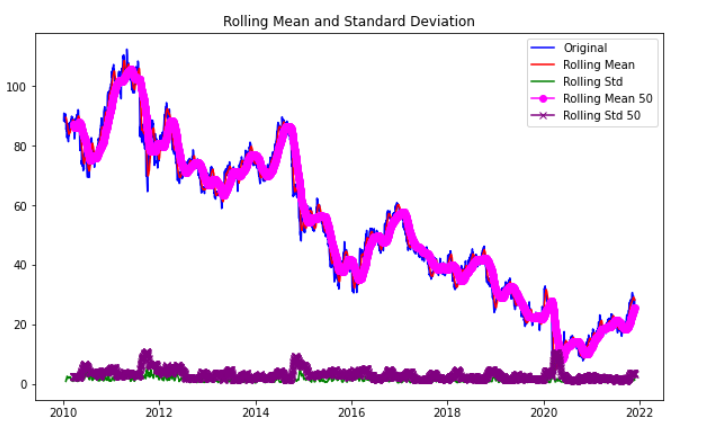 Rolling Mean and Standard Deviation
Original
Rolling Mean
Rolling Std
Rolling Mean 50
Rolling Std 50
100
80
60
40
20
0
2010 2012 2014 2016 2018 2020 2022